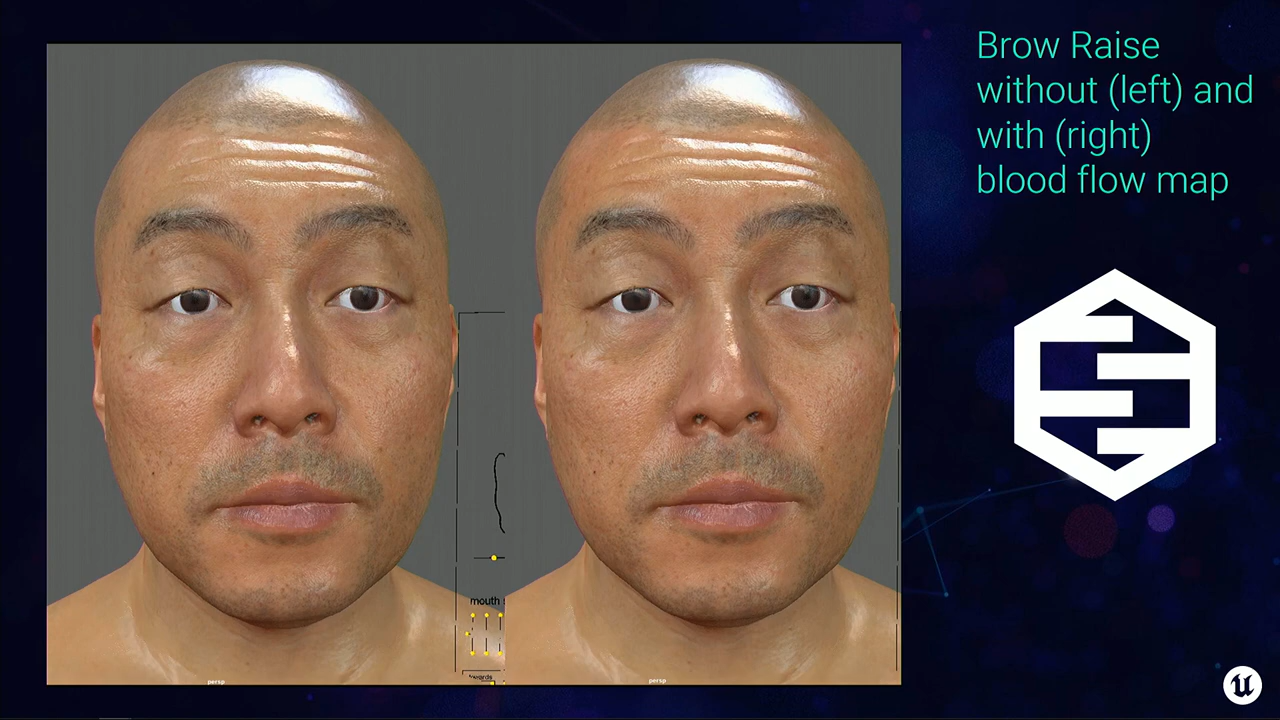 Brow Raise
without (left) and
with (right)
blood flow map
mouth
persp
persp